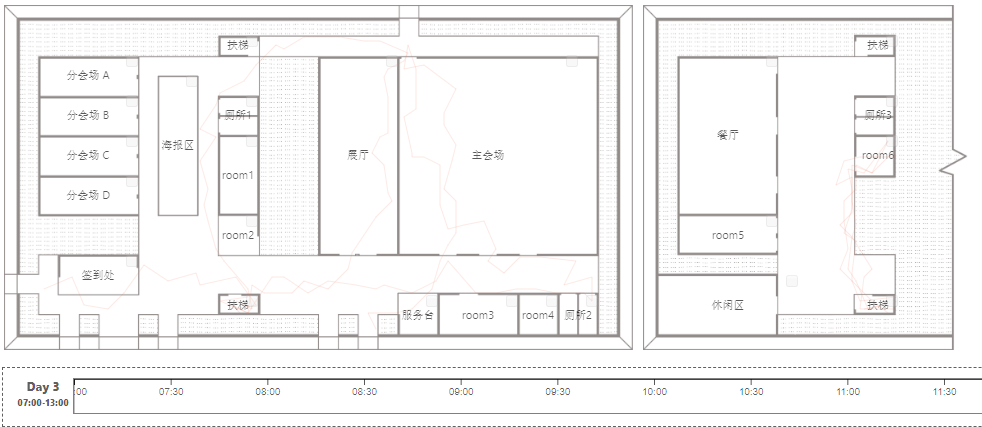 扶梯
扶梯
分会场 A
分会场 B
厕所1
厕所3
餐厅
海报区
分会场 C
展厅
主会场
room6
room1
分会场 D
room2
room5
签到处
扶梯
服务台
room3
room4
厕所2
休闲区
扶梯
Day 3
07:00-13:00
:00
07:30
08:00
08:30
09:00
09:30
10:00
10:30
11:00
11:30